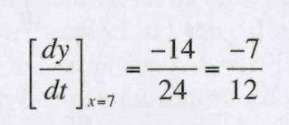 [dy/dt]_{x=7} = -14/24 = -7/12